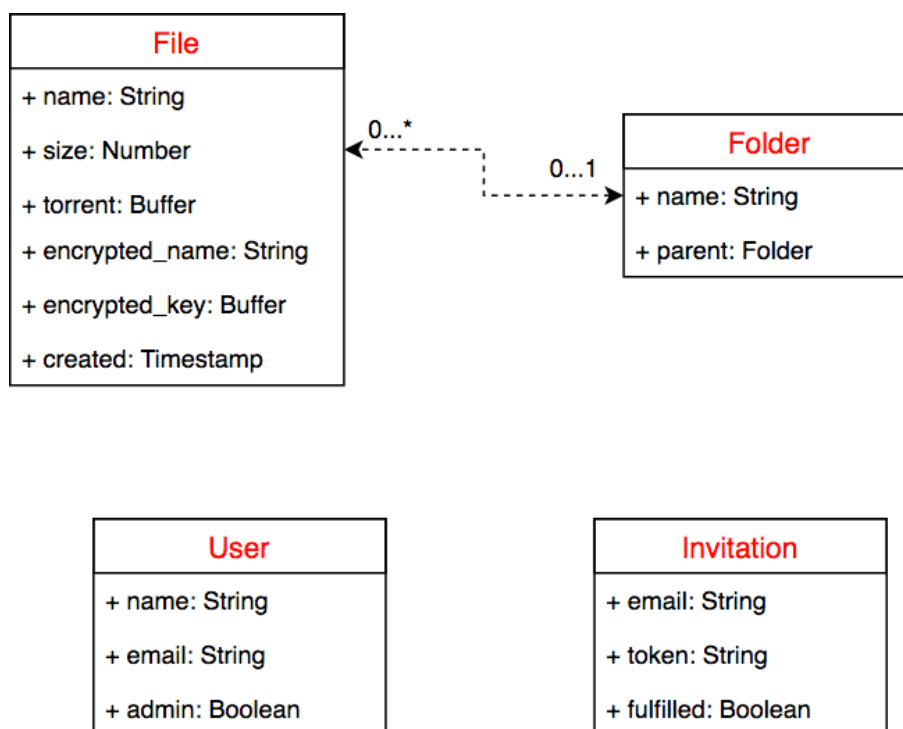 File
+ name: String
+ size: Number
+ torrent: Buffer
+ encrypted_name: String
+ encrypted_key: Buffer
+ created: Timestamp
0...*
0...1
Folder
+ name: String
+ parent: Folder
User
+ name: String
+ email: String
+ admin: Boolean
Invitation
+ email: String
+ token: String
+ fulfilled: Boolean